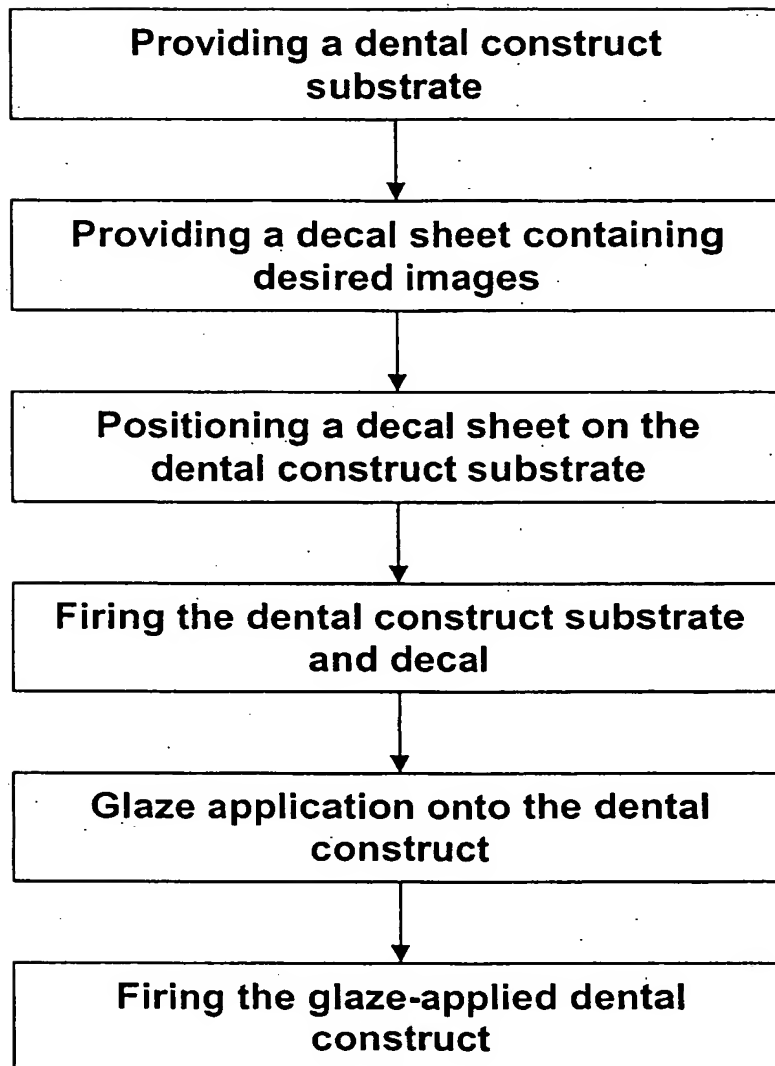 Providing a dental construct
substrate
Providing a decal sheet containing
desired images
Positioning a decal sheet on the
dental construct substrate
Firing the dental construct substrate
and decal
Glaze application onto the dental
construct
Firing the glaze-applied dental
construct